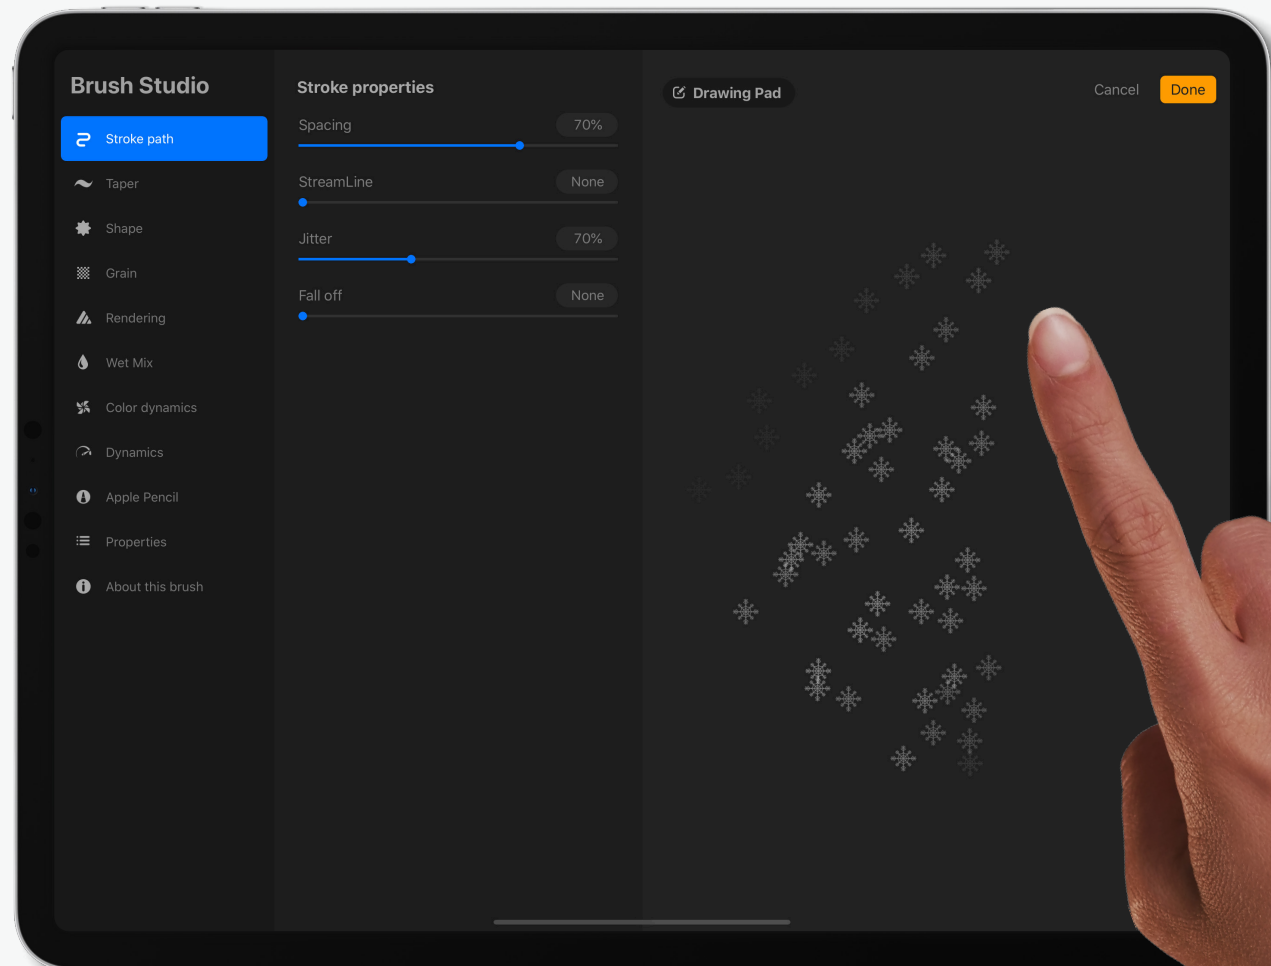 Brush Studio
Stroke path
Taper
Shape
Grain
Rendering
Wet Mix
Color dynamics
Dynamics
Apple Pencil
Properties
About this brush
Stroke properties
Spacing 70%
StreamLine None
Jitter 70%
Fall off None
Drawing Pad
Cancel Done